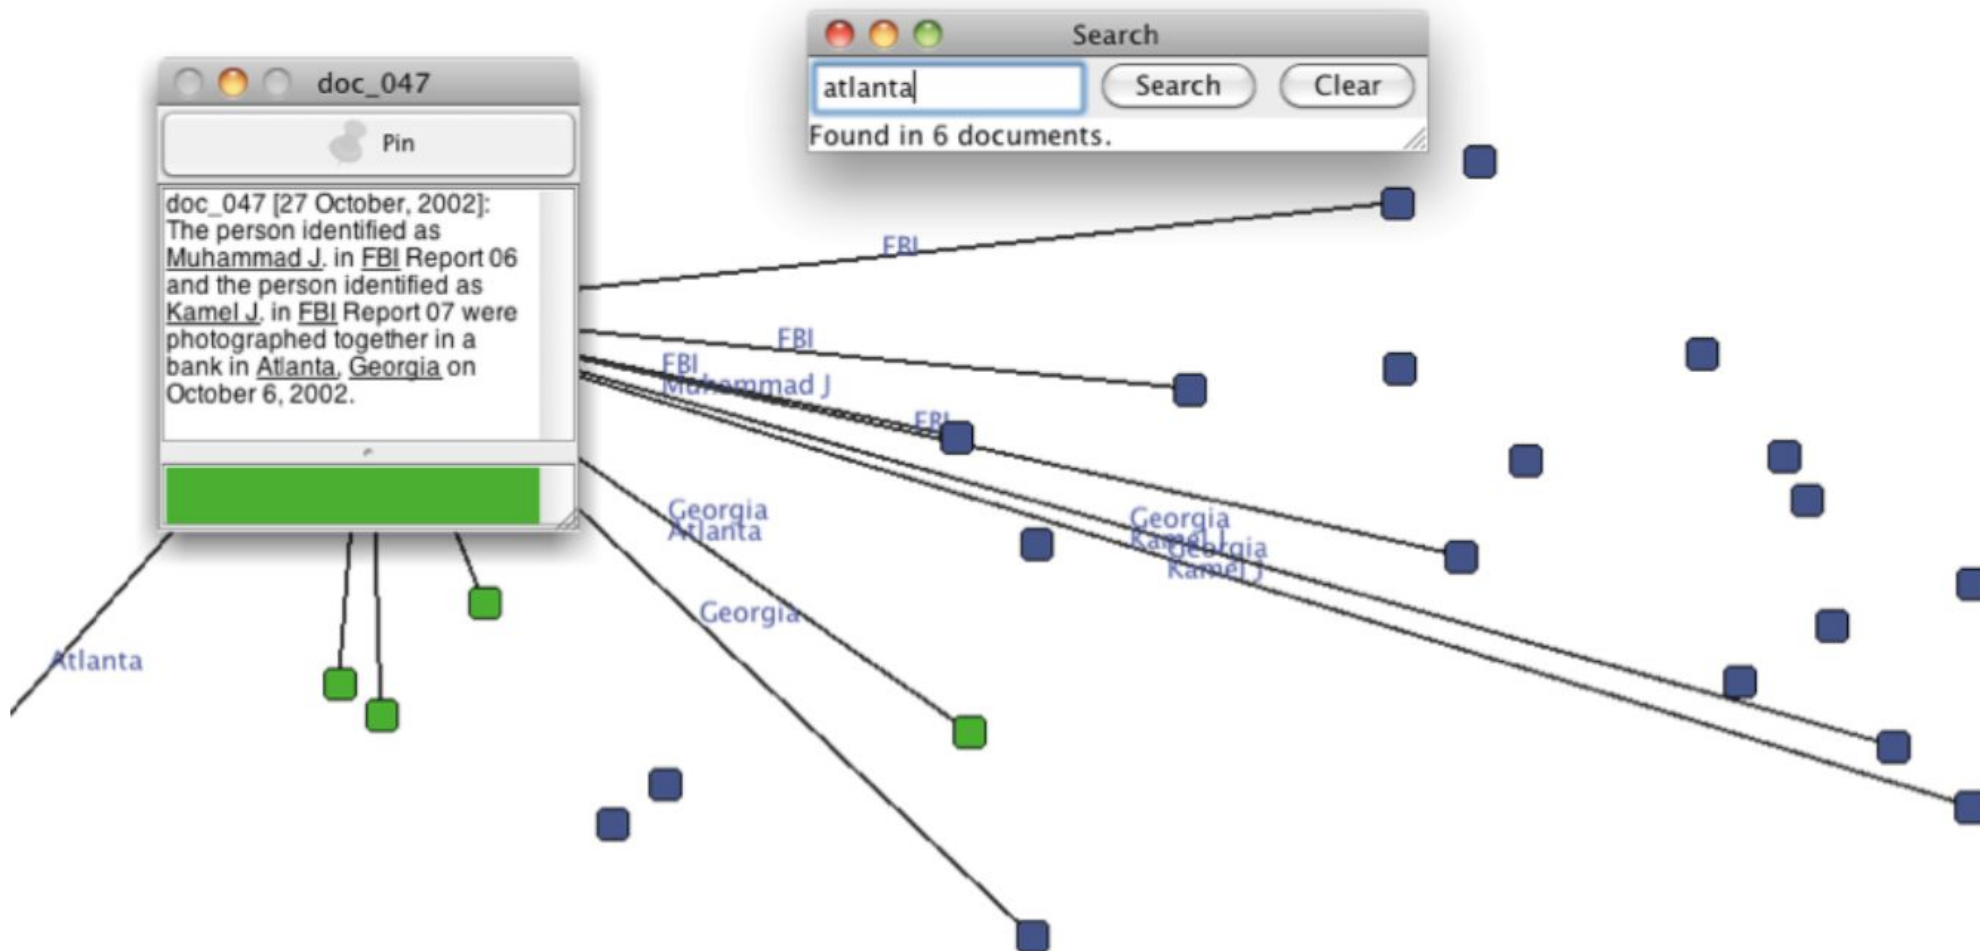 Search
atlanta
Search
Clear
Found in 6 documents.
doc_047
Pin
doc_047 [27 October, 2002]:
The person identified as
Muhammad J. in FBI Report 06
and the person identified as
Kamel J. in FBI Report 07 were
photographed together in a
bank in Atlanta, Georgia on
October 6, 2002.
FBI
FBI
FBI
Muhammad J
FBI
Georgia
Atlanta
Georgia
Kamel J
Georgia
Kamel J
Georgia
Atlanta